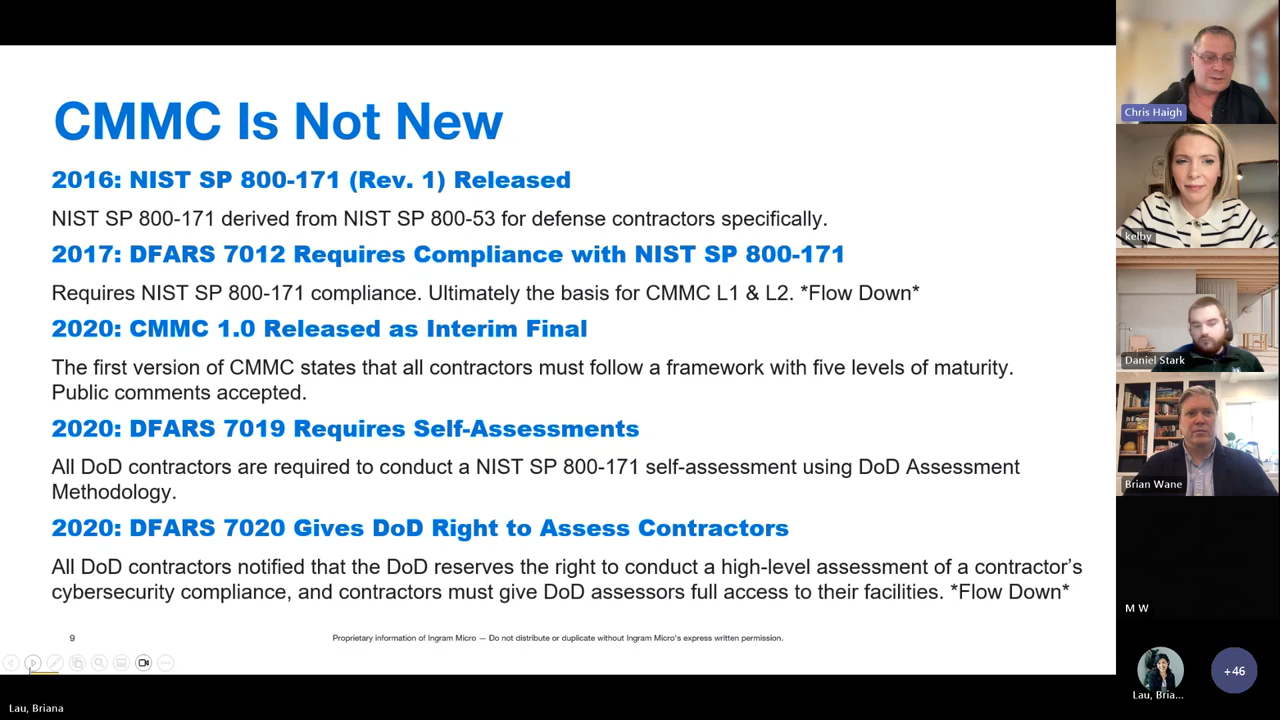 CMMC Is Not New
2016: NIST SP 800-171 (Rev. 1) Released
NIST SP 800-171 derived from NIST SP 800-53 for defense contractors specifically.
2017: DFARS 7012 Requires Compliance with NIST SP 800-171
Requires NIST SP 800-171 compliance. Ultimately the basis for CMMC L1 & L2. *Flow Down*
2020: CMMC 1.0 Released as Interim Final
The first version of CMMC states that all contractors must follow a framework with five levels of maturity.
Public comments accepted.
2020: DFARS 7019 Requires Self-Assessments
All DoD contractors are required to conduct a NIST SP 800-171 self-assessment using DoD Assessment
Methodology.
2020: DFARS 7020 Gives DoD Right to Assess Contractors
All DoD contractors notified that the DoD reserves the right to conduct a high-level assessment of a contractor's
cybersecurity compliance, and contractors must give DoD assessors full access to their facilities. *Flow Down*
9
Proprietary information of Ingram Micro — Do not distribute or duplicate without Ingram Micro's express written permission.
Lau, Briana
Chris Haigh
kelby
Daniel Stark
Brian Wane
M W
Lau, Bria...
+46